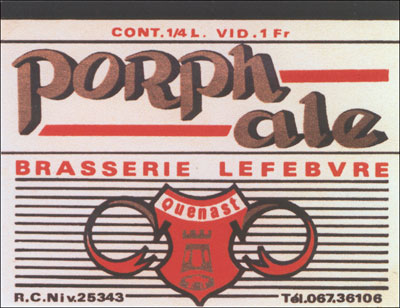 CONT. 1/4 L. VID. 1 Fr
PORPH
ale
BRASSERIE LEFEBVRE
Quenast
R.C.Niv.25343 Tél.067.36106